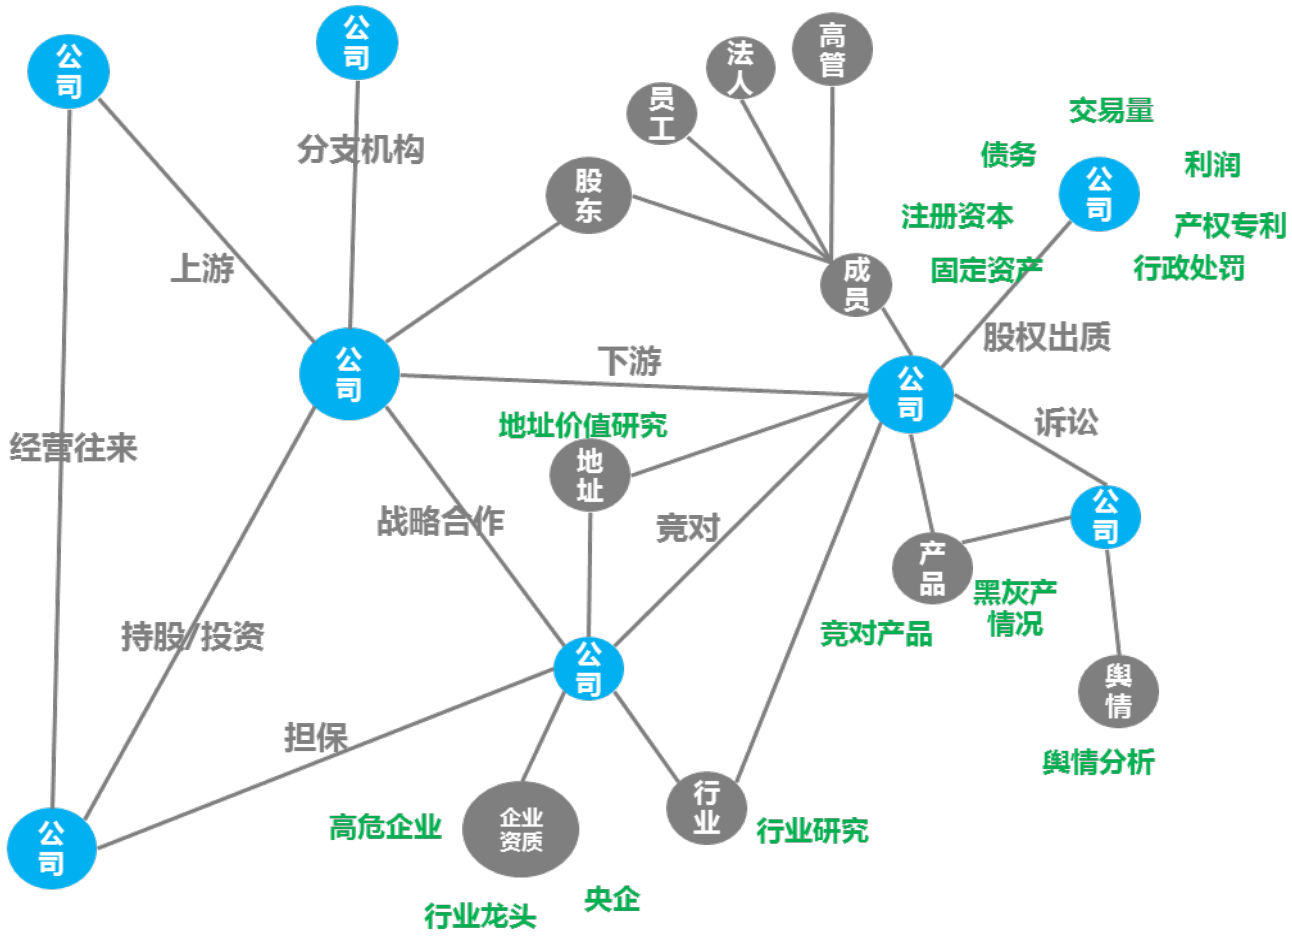 公
司
公
司
分支机构
上游
经营往来
公
司
持股/投资
公
司
担保
战略合作
股
东
员
工
法
人
高
管
成
员
下游
地址价值研究
地
址
竞对
公
司
企业
资质
高危企业
行业龙头
央企
行
业
行业研究
公
司
交易量
债务
利润
注册资本
产权专利
固定资产
行政处罚
公
司
股权出质
诉讼
公
司
产
品
黑灰产
情况
竞对产品
舆
情
舆情分析